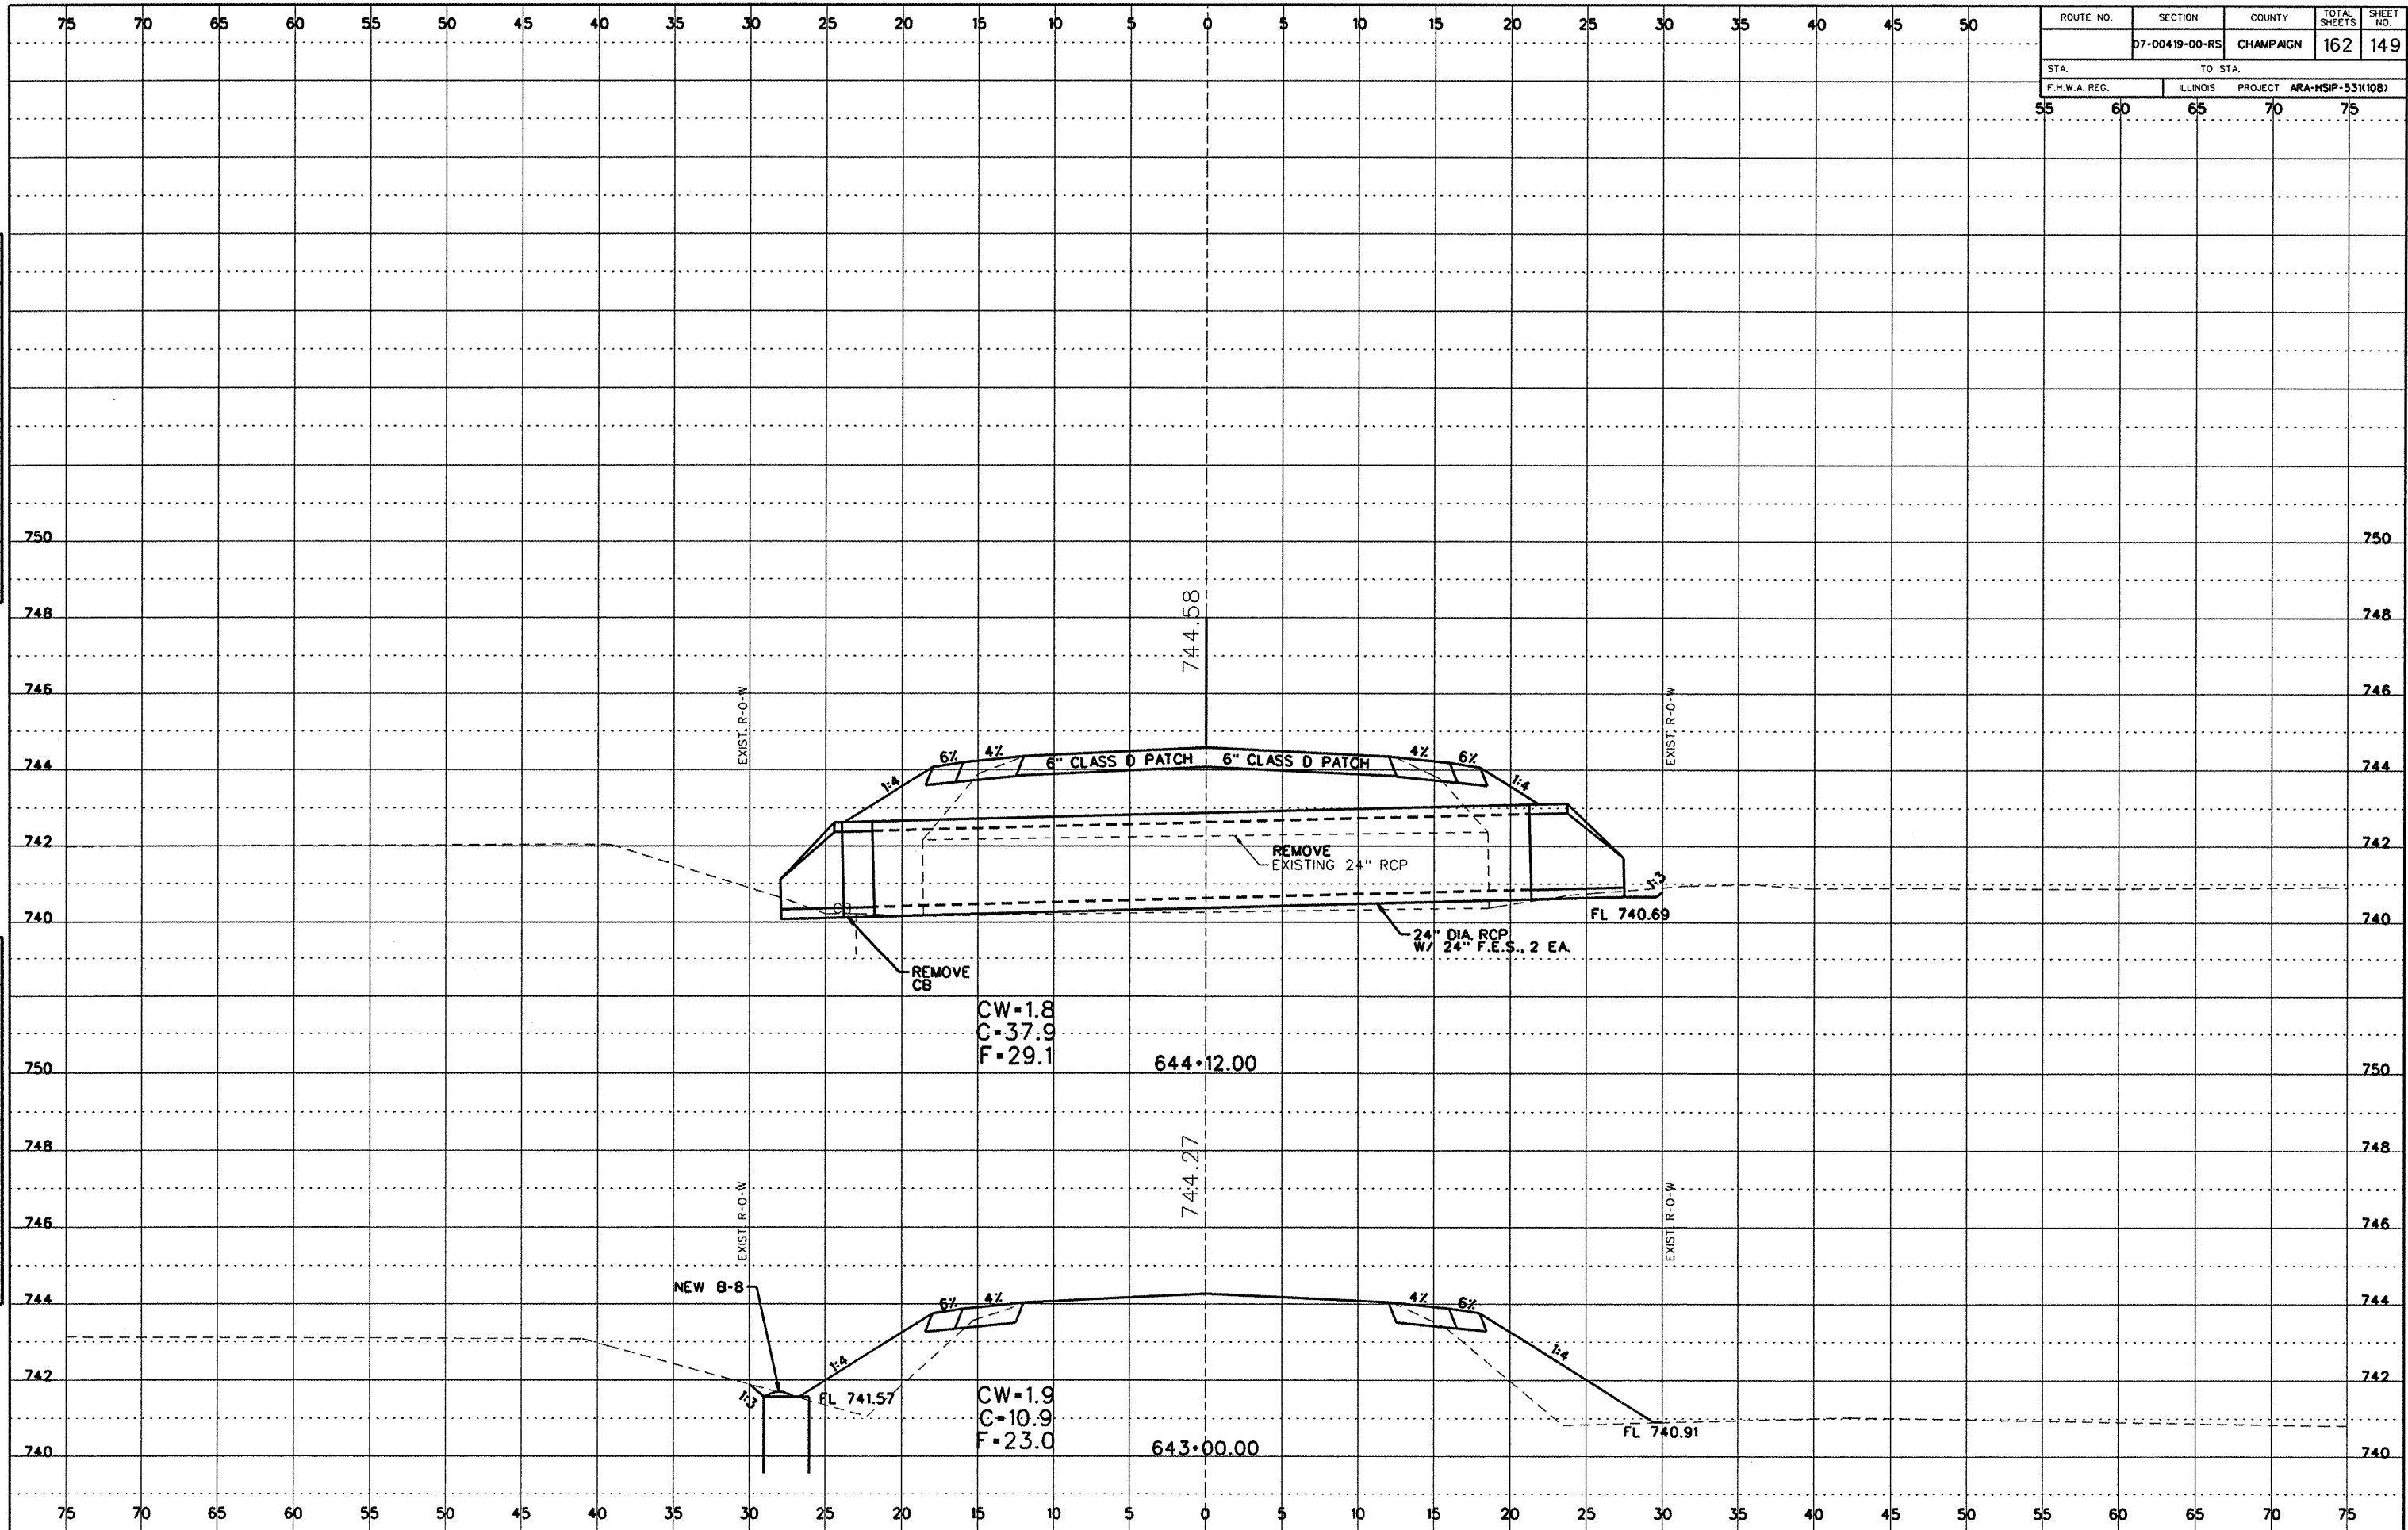 75 70 65 60 55 50 45 40 35 30 25 20 15 10 5 0 5 10 15 20 25 30 35 40 45 50
ROUTE NO. SECTION COUNTY TOTAL SHEETS SHEET NO.
07-00419-00-RS CHAMPAIGN 162 149
STA. TO STA.
F.H.W.A. REG. ILLINOIS PROJECT ARA-HSIP-531(108)
55 60 65 70 75
750 750
748 748
744.58
746 746
EXIST. R-O-W EXIST. R-O-W
744 744
6% 4% 6" CLASS D PATCH 6" CLASS D PATCH 4% 6%
1:4 1:4
742 742
REMOVE
EXISTING 24" RCP
1:3
CB
740 740
FL 740.69
24" DIA. RCP
W/ 24" F.E.S., 2 EA.
REMOVE
CB
CW=1.8
C=37.9
F=29.1
644+12.00
750 750
748 748
744.27
746 746
EXIST. R-O-W EXIST. R-O-W
NEW B-8
744 744
6% 4% 4% 6%
1:4 1:4
742 742
1:3 FL 741.57
CW=1.9
C=10.9
F=23.0
FL 740.91
643+00.00
740 740
75 70 65 60 55 50 45 40 35 30 25 20 15 10 5 0 5 10 15 20 25 30 35 40 45 50 55 60 65 70 75